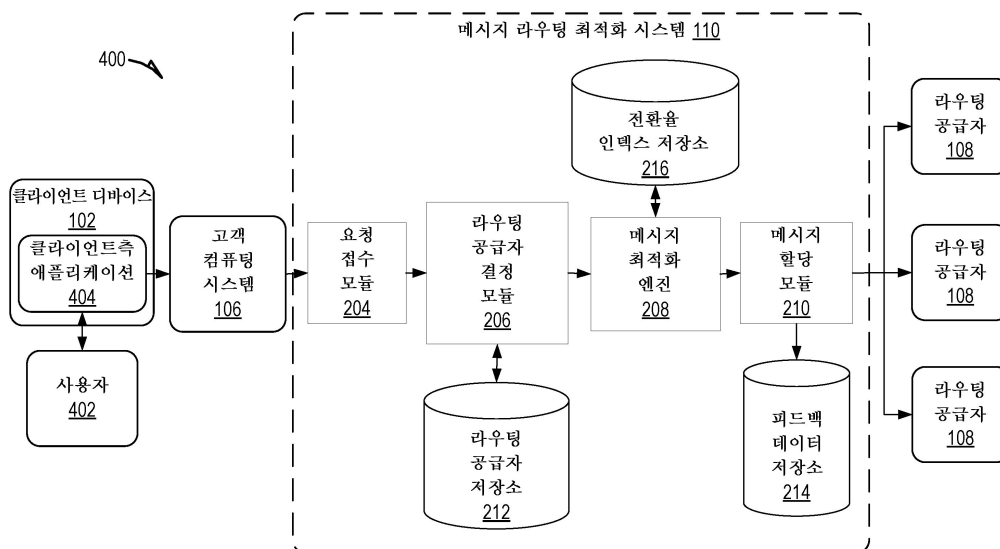 400
메시지 라우팅 최적화 시스템 110
클라이언트 디바이스
102
클라이언트측
애플리케이션
404
사용자
402
고객
컴퓨팅
시스템
106
요청
접수
모듈
204
라우팅
공급자
결정
모듈
206
라우팅
공급자
저장소
212
전환율
인덱스 저장소
216
메시지
최적화
엔진
208
메시지
할당
모듈
210
피드백
데이터
저장소
214
라우팅
공급자
108
라우팅
공급자
108
라우팅
공급자
108